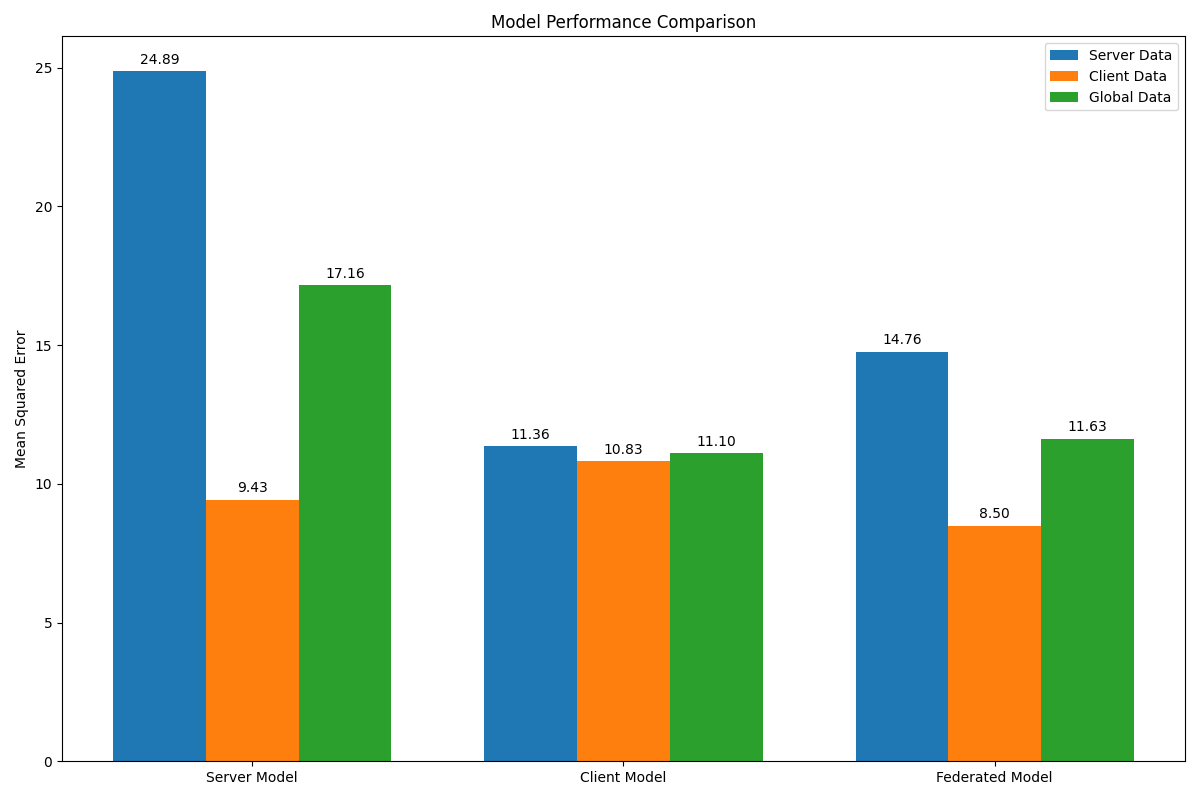 Model Performance Comparison
Server Data
Client Data
Global Data
Mean Squared Error
25
20
15
10
5
0
24.89
9.43
17.16
11.36
10.83
11.10
14.76
8.50
11.63
Server Model
Client Model
Federated Model